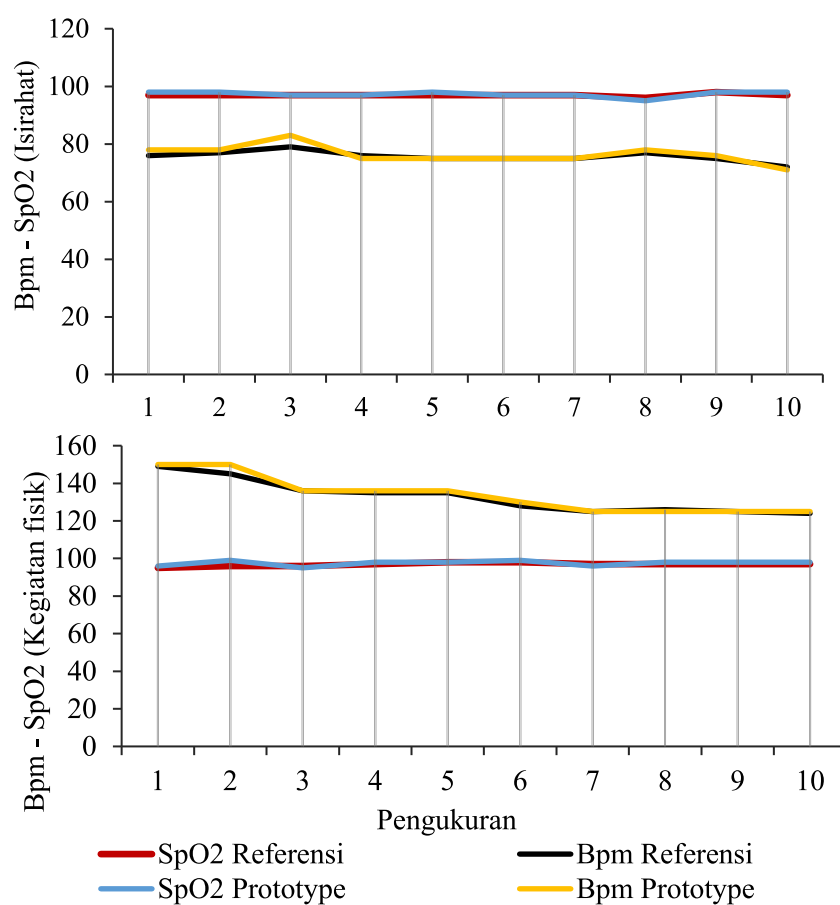 Bpm - SpO2 (Isirahat)
120
100
80
60
40
20
0
1 2 3 4 5 6 7 8 9 10
Bpm - SpO2 (Kegiatan fisik)
160
140
120
100
80
60
40
20
0
1 2 3 4 5 6 7 8 9 10
Pengukuran
SpO2 Referensi
Bpm Referensi
SpO2 Prototype
Bpm Prototype